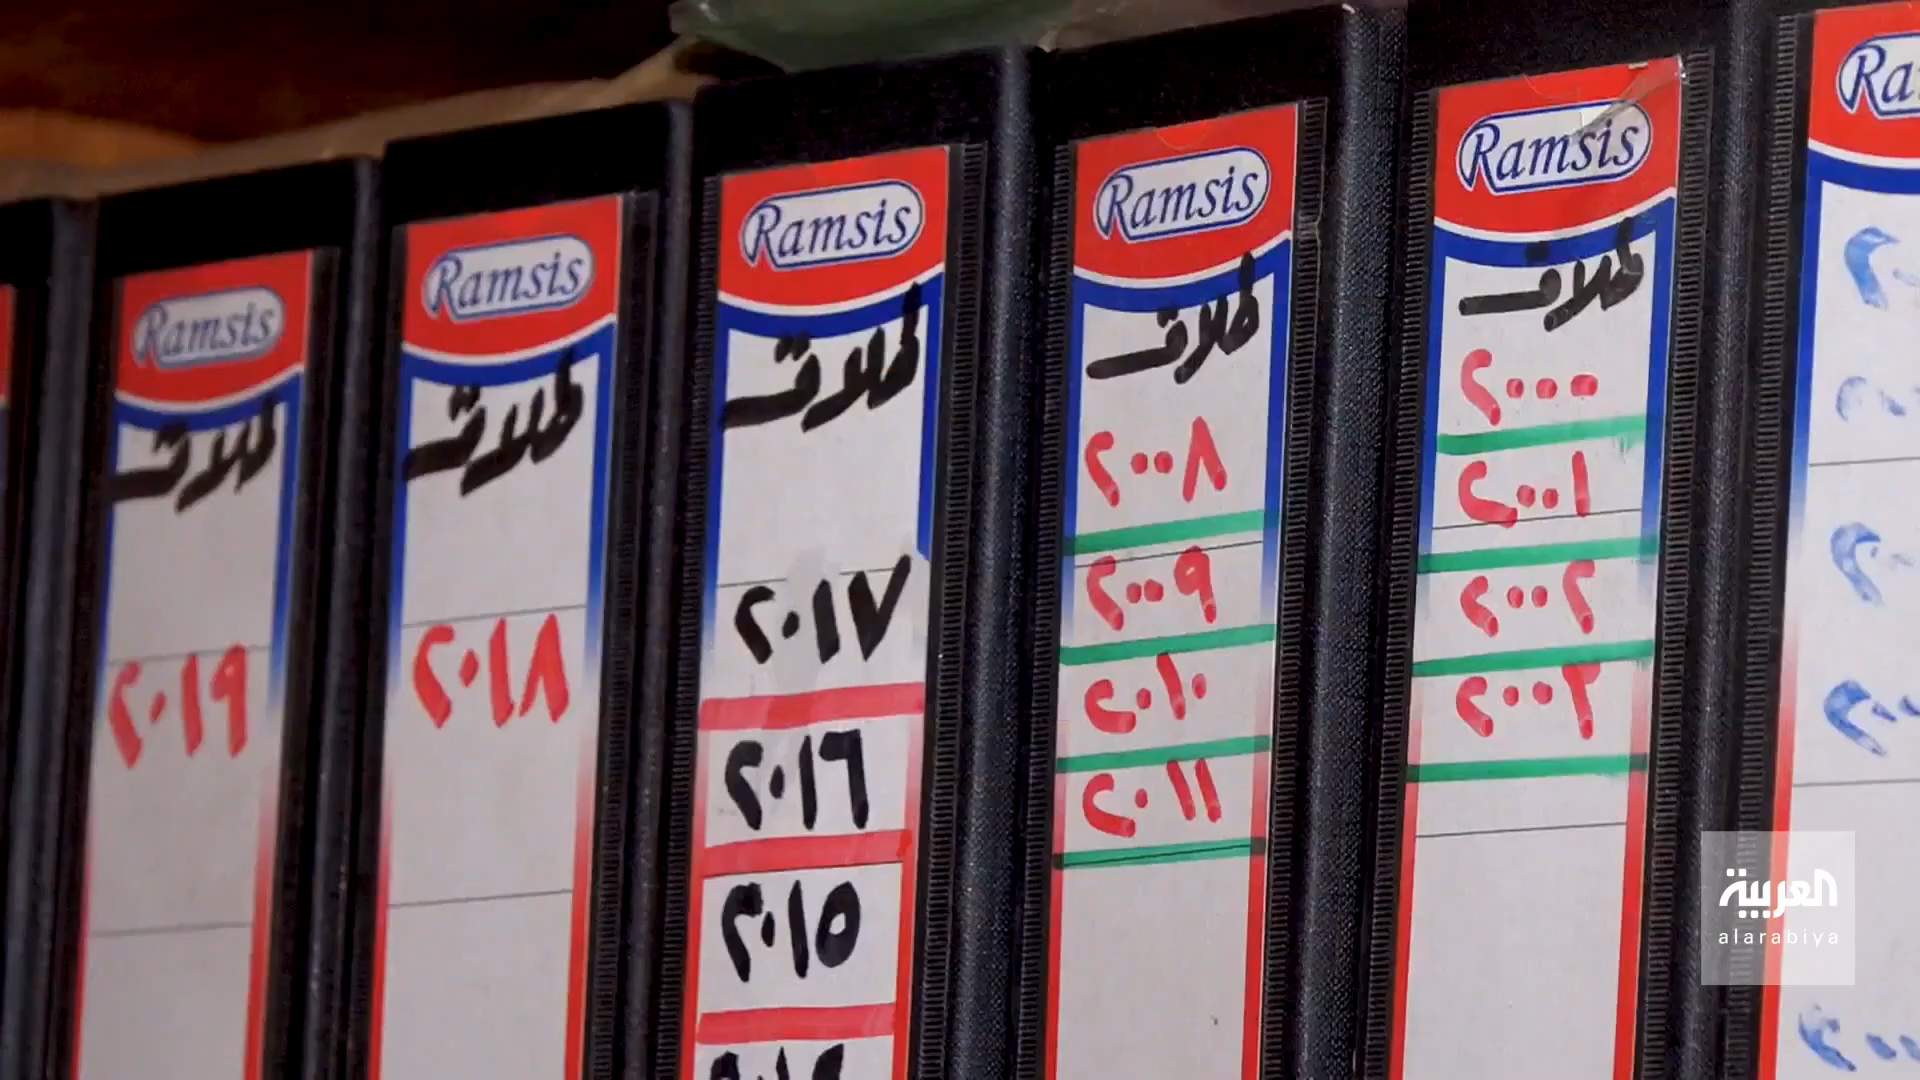 Ramsis
طلاق
٢٠١٩
Ramsis
طلاق
٢٠١٨
Ramsis
طلاق
٢٠١٧
٢٠١٦
٢٠١٥
Ramsis
طلاق
٢٠٠٨
٢٠٠٩
٢٠١٠
٢٠١١
Ramsis
طلاق
٢٠٠٠
٢٠٠١
٢٠٠٢
٢٠٠٣
العربية
alarabiya